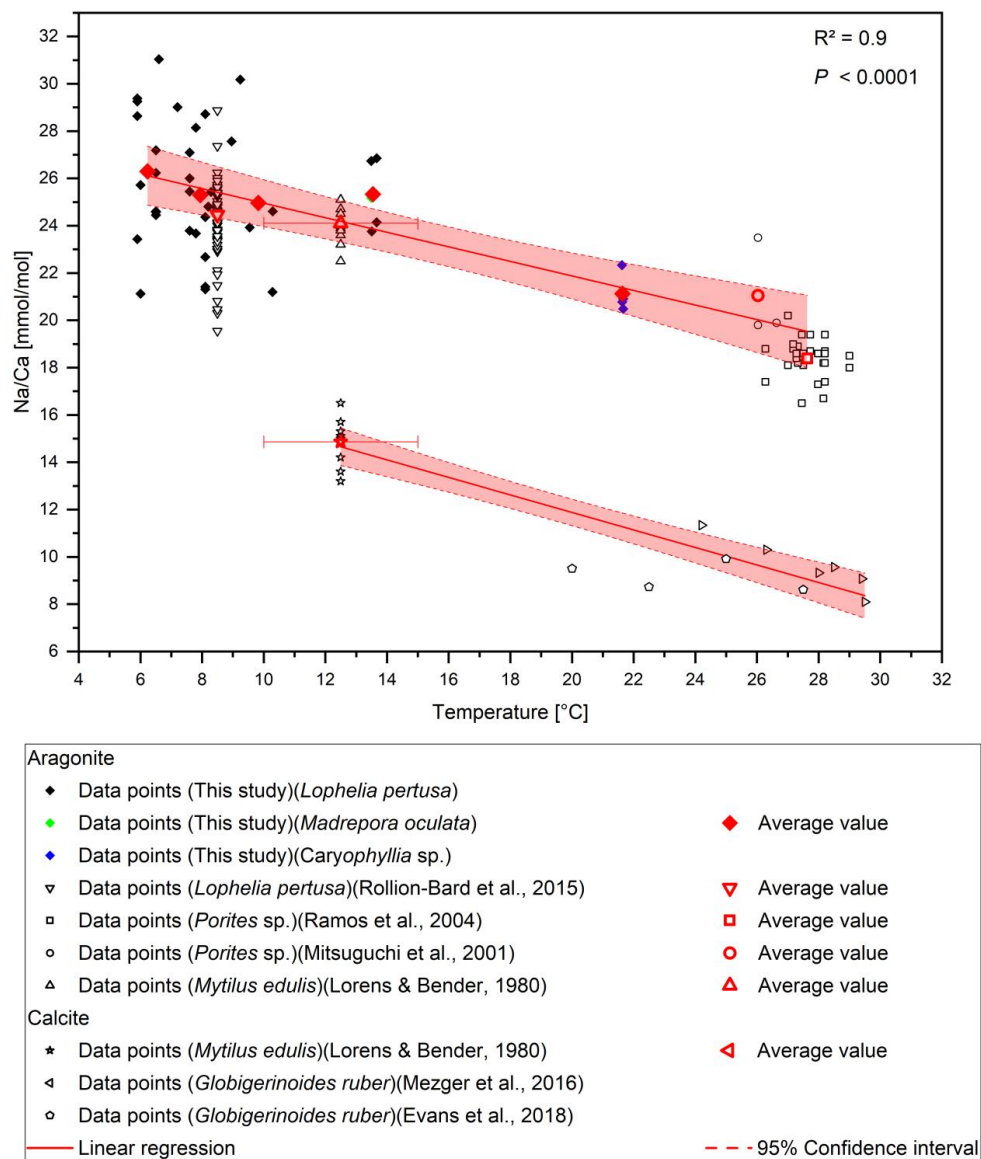 R² = 0.9
P < 0.0001
Na/Ca [mmol/mol]
32
30
28
26
24
22
20
18
16
14
12
10
8
6
4 6 8 10 12 14 16 18 20 22 24 26 28 30 32
Temperature [°C]
Aragonite
Data points (This study)(Lophelia pertusa)
Data points (This study)(Madrepora oculata) Average value
Data points (This study)(Caryophyllia sp.)
Data points (Lophelia pertusa)(Rollion-Bard et al., 2015) Average value
Data points (Porites sp.)(Ramos et al., 2004) Average value
Data points (Porites sp.)(Mitsuguchi et al., 2001) Average value
Data points (Mytilus edulis)(Lorens & Bender, 1980) Average value
Calcite
Data points (Mytilus edulis)(Lorens & Bender, 1980) Average value
Data points (Globigerinoides ruber)(Mezger et al., 2016)
Data points (Globigerinoides ruber)(Evans et al., 2018)
Linear regression 95% Confidence interval